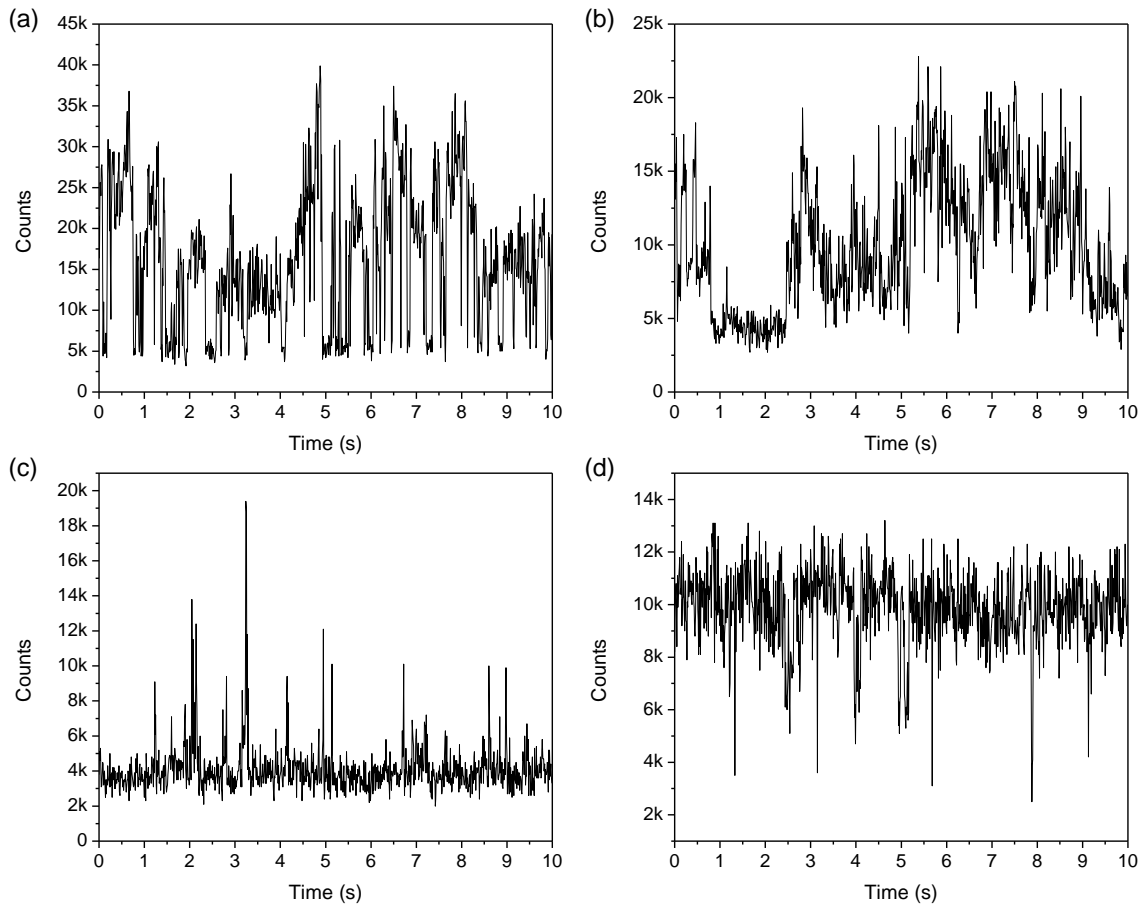 (a)
45k
40k
35k
30k
25k
20k
15k
10k
5k
0
Counts
0 1 2 3 4 5 6 7 8 9 10
Time (s)
(b)
25k
20k
15k
10k
5k
0
Counts
0 1 2 3 4 5 6 7 8 9 10
Time (s)
(c)
20k
18k
16k
14k
12k
10k
8k
6k
4k
2k
0
Counts
0 1 2 3 4 5 6 7 8 9 10
Time (s)
(d)
14k
12k
10k
8k
6k
4k
2k
Counts
0 1 2 3 4 5 6 7 8 9 10
Time (s)